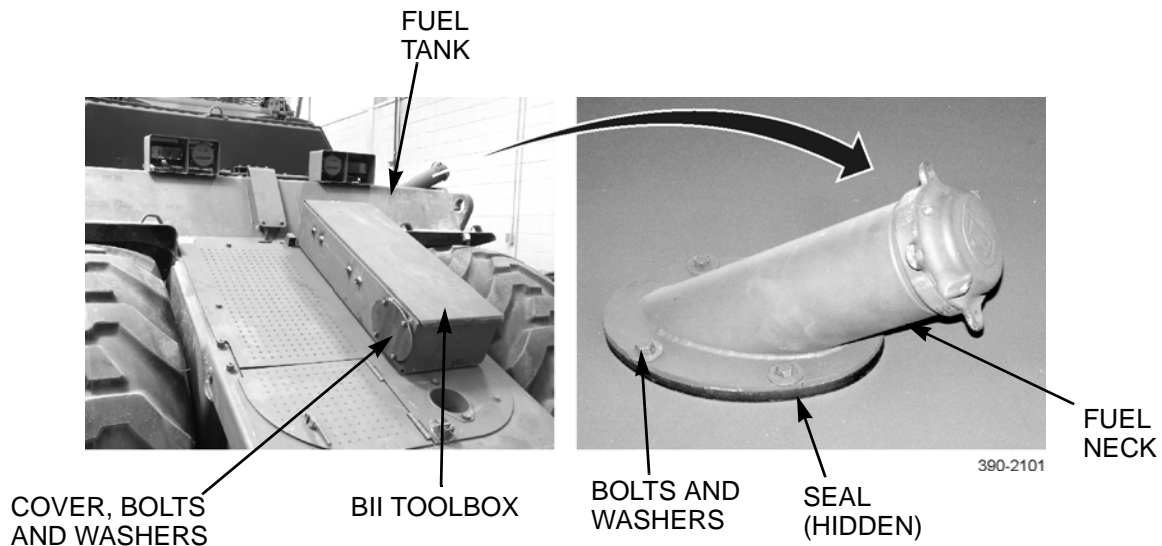 FUEL
TANK
390-2101
FUEL
NECK
COVER, BOLTS
AND WASHERS
BII TOOLBOX
BOLTS AND
WASHERS
SEAL
(HIDDEN)